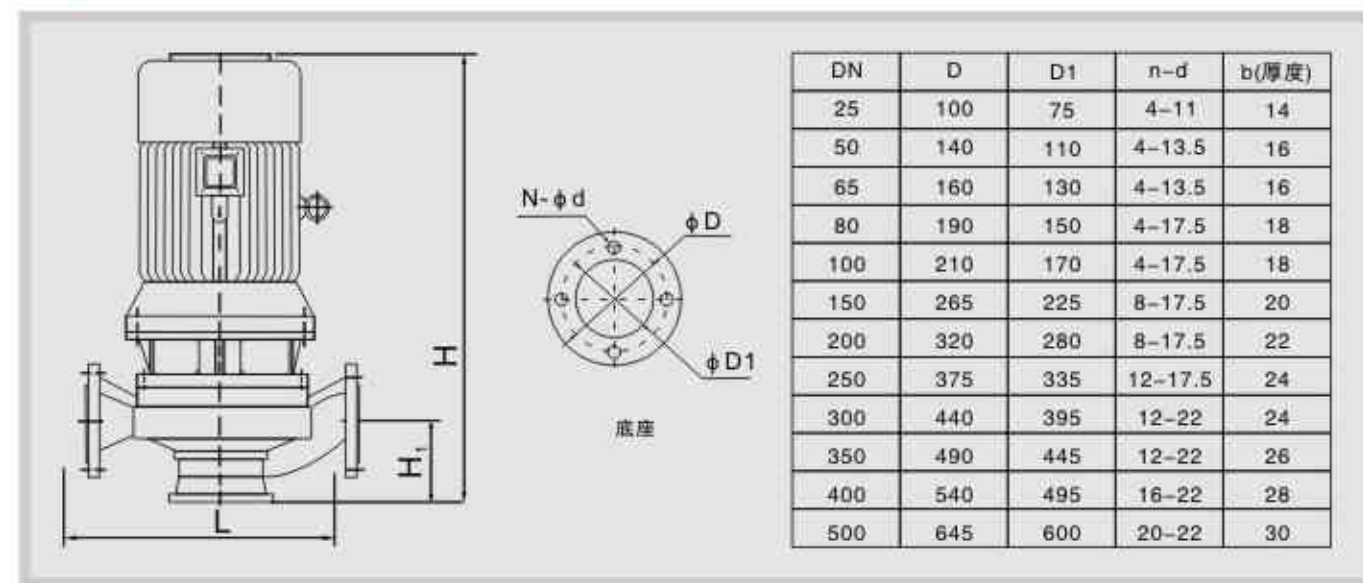 H
H1
L
N-ϕd
ϕD
ϕD1
底座
DN D D1 n-d b(厚度)
25 100 75 4-11 14
50 140 110 4-13.5 16
65 160 130 4-13.5 16
80 190 150 4-17.5 18
100 210 170 4-17.5 18
150 265 225 8-17.5 20
200 320 280 8-17.5 22
250 375 335 12-17.5 24
300 440 395 12-22 24
350 490 445 12-22 26
400 540 495 16-22 28
500 645 600 20-22 30